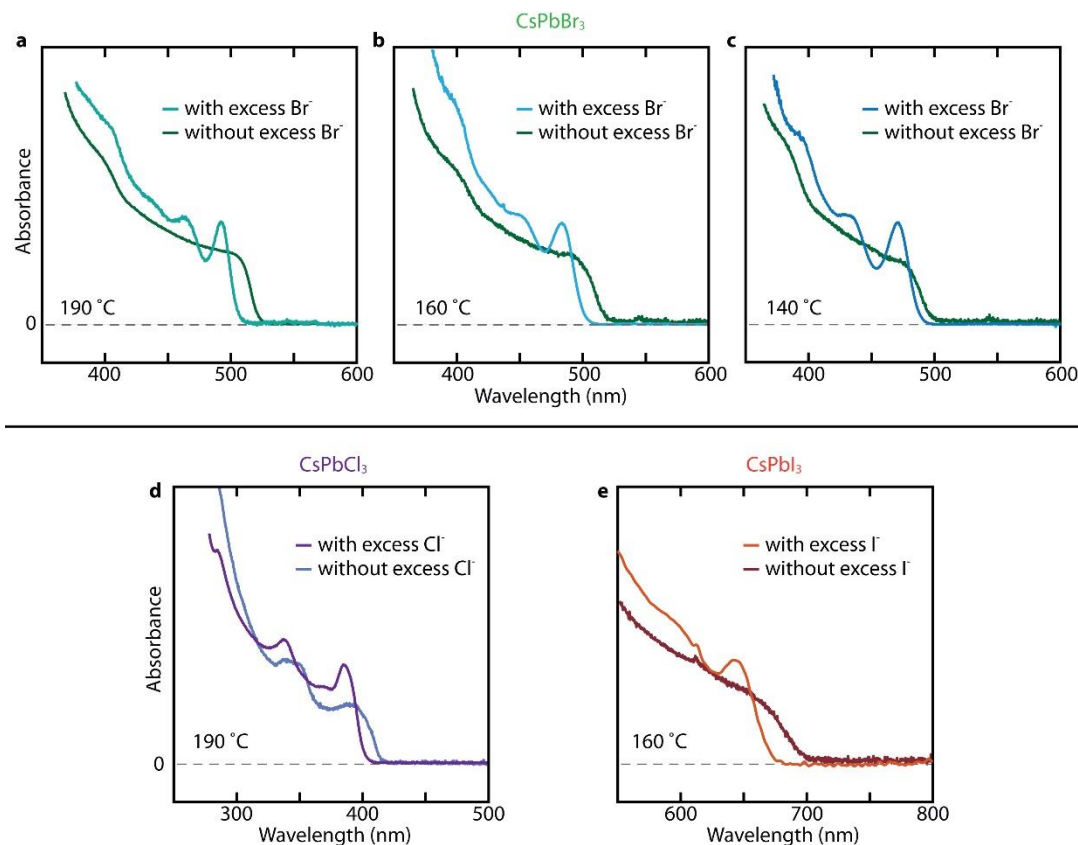 CsPbBr₃
a
b
c
with excess Br⁻
without excess Br⁻
with excess Br⁻
without excess Br⁻
with excess Br⁻
without excess Br⁻
Absorbance
190 ˚C
160 ˚C
140 ˚C
0
400 500 600
400 500 600
400 500 600
Wavelength (nm)
CsPbCl₃
CsPbI₃
d
e
with excess Cl⁻
without excess Cl⁻
with excess I⁻
without excess I⁻
Absorbance
190 ˚C
160 ˚C
0
300 400 500
600 700 800
Wavelength (nm)
Wavelength (nm)